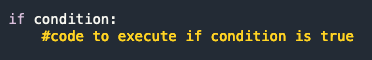 if condition:
    #code to execute if condition is true